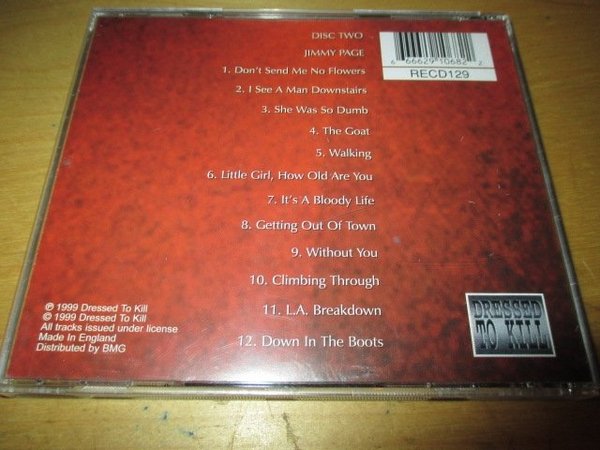 DISC TWO
JIMMY PAGE
1. Don't Send Me No Flowers
2. I See A Man Downstairs
3. She Was So Dumb
4. The Goat
5. Walking
6. Little Girl, How Old Are You
7. It's A Bloody Life
8. Getting Out Of Town
9. Without You
10. Climbing Through
11. L.A. Breakdown
12. Down In The Boots
6 66629 10682 2
RECD129
℗ 1999 Dressed To Kill
© 1999 Dressed To Kill
All tracks issued under license
Made In England
Distributed by BMG
DRESSED
TO KILL